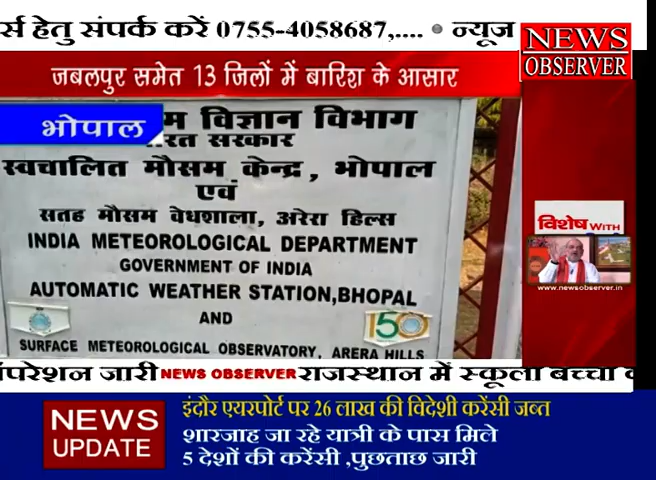 र्स हेतु संपर्क करें 0755-4058687,.... • न्यूज
NEWS
OBSERVER
जबलपुर समेत 13 जिलों में बारिश के आसार
भोपाल
म विज्ञान विभाग
रत सरकार
स्वचालित मौसम केन्द्र, भोपाल
एवं
सतह मौसम वेधशाला, अरेरा हिल्स
INDIA METEOROLOGICAL DEPARTMENT
GOVERNMENT OF INDIA
AUTOMATIC WEATHER STATION,BHOPAL
AND
150
SURFACE METEOROLOGICAL OBSERVATORY, ARERA HILLS
विशेष WITH
www.newsobserver.in
परेशन जारी NEWS OBSERVER राजस्थान में स्कूली बच्चों
NEWS
UPDATE
इंदौर एयरपोर्ट पर 26 लाख की विदेशी करेंसी जब्त
शारजाह जा रहे यात्री के पास मिले
5 देशों की करेंसी ,पुछताछ जारी